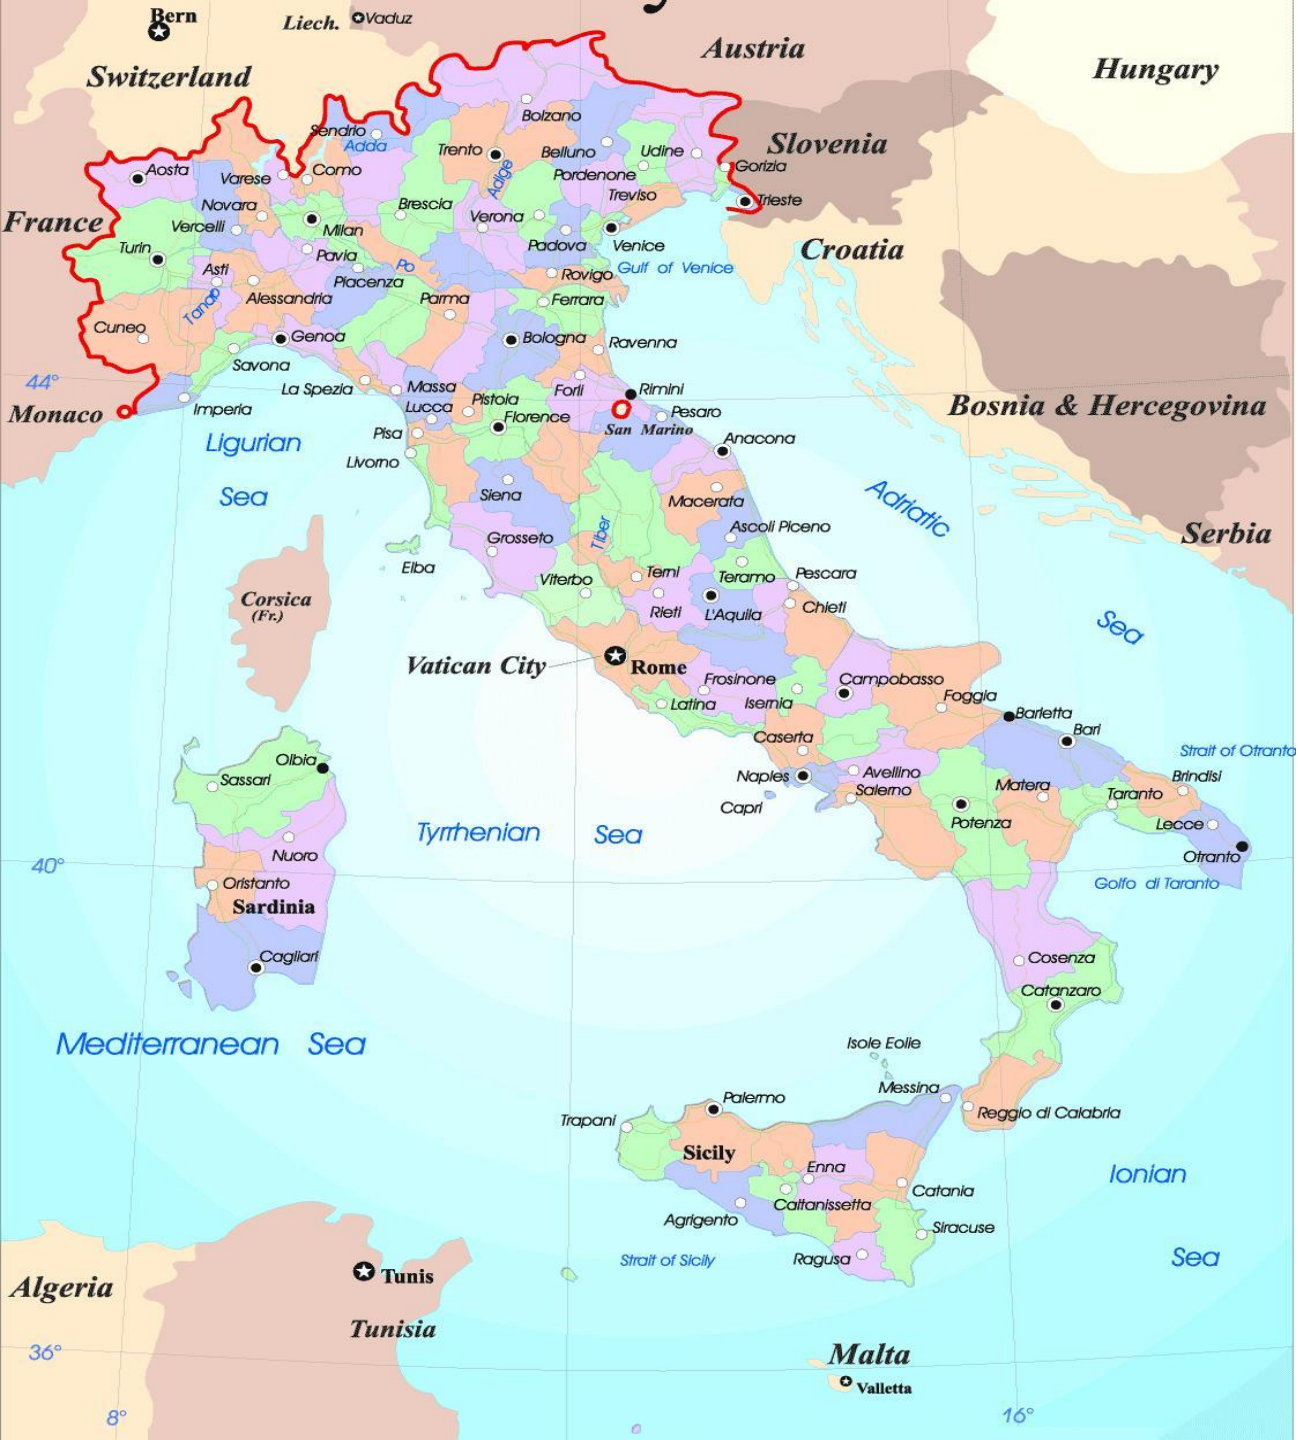 Bern
Liech.
Vaduz
Austria
Switzerland
Hungary
Bolzano
Sendrio
Adda
Trento
Belluno
Udine
Slovenia
Aosta
Varese
Como
Adige
Pordenone
Gorizia
Novara
Brescia
Treviso
Trieste
France
Vercelli
Milan
Verona
Padova
Venice
Croatia
Turin
Pavia
Asti
Piacenza
Po
Rovigo
Gulf of Venice
Tanap
Alessandria
Parma
Ferrara
Cuneo
Genoa
Bologna
Ravenna
Savona
44°
La Spezia
Massa
Forli
Rimini
Monaco
Imperia
Lucca
Pistoia
Florence
San Marino
Pesaro
Bosnia & Hercegovina
Ligurian
Pisa
Anacona
Livorno
Sea
Siena
Macerata
Adriatic
Ascoli Piceno
Serbia
Grosseto
Tiber
Elba
Viterbo
Terni
Teramo
Pescara
Corsica
(Fr.)
Rieti
L'Aquila
Chieti
Sea
Vatican City
Rome
Frosinone
Campobasso
Latina
Isernia
Foggia
Barletta
Bari
Caserta
Strait of Otranto
Olbia
Sassari
Naples
Avellino
Matera
Brindisi
Capri
Salerno
Taranto
Potenza
Lecce
Tyrrhenian Sea
Nuoro
Otranto
40°
Oristanto
Golfo di Taranto
Sardinia
Cagliari
Cosenza
Catanzaro
Mediterranean Sea
Isole Eolie
Messina
Palermo
Trapani
Reggio di Calabria
Sicily
Enna
Ionian
Catania
Caltanissetta
Agrigento
Siracuse
Strait of Sicily
Ragusa
Sea
Algeria
Tunis
Tunisia
36°
Malta
Valletta
8°
16°